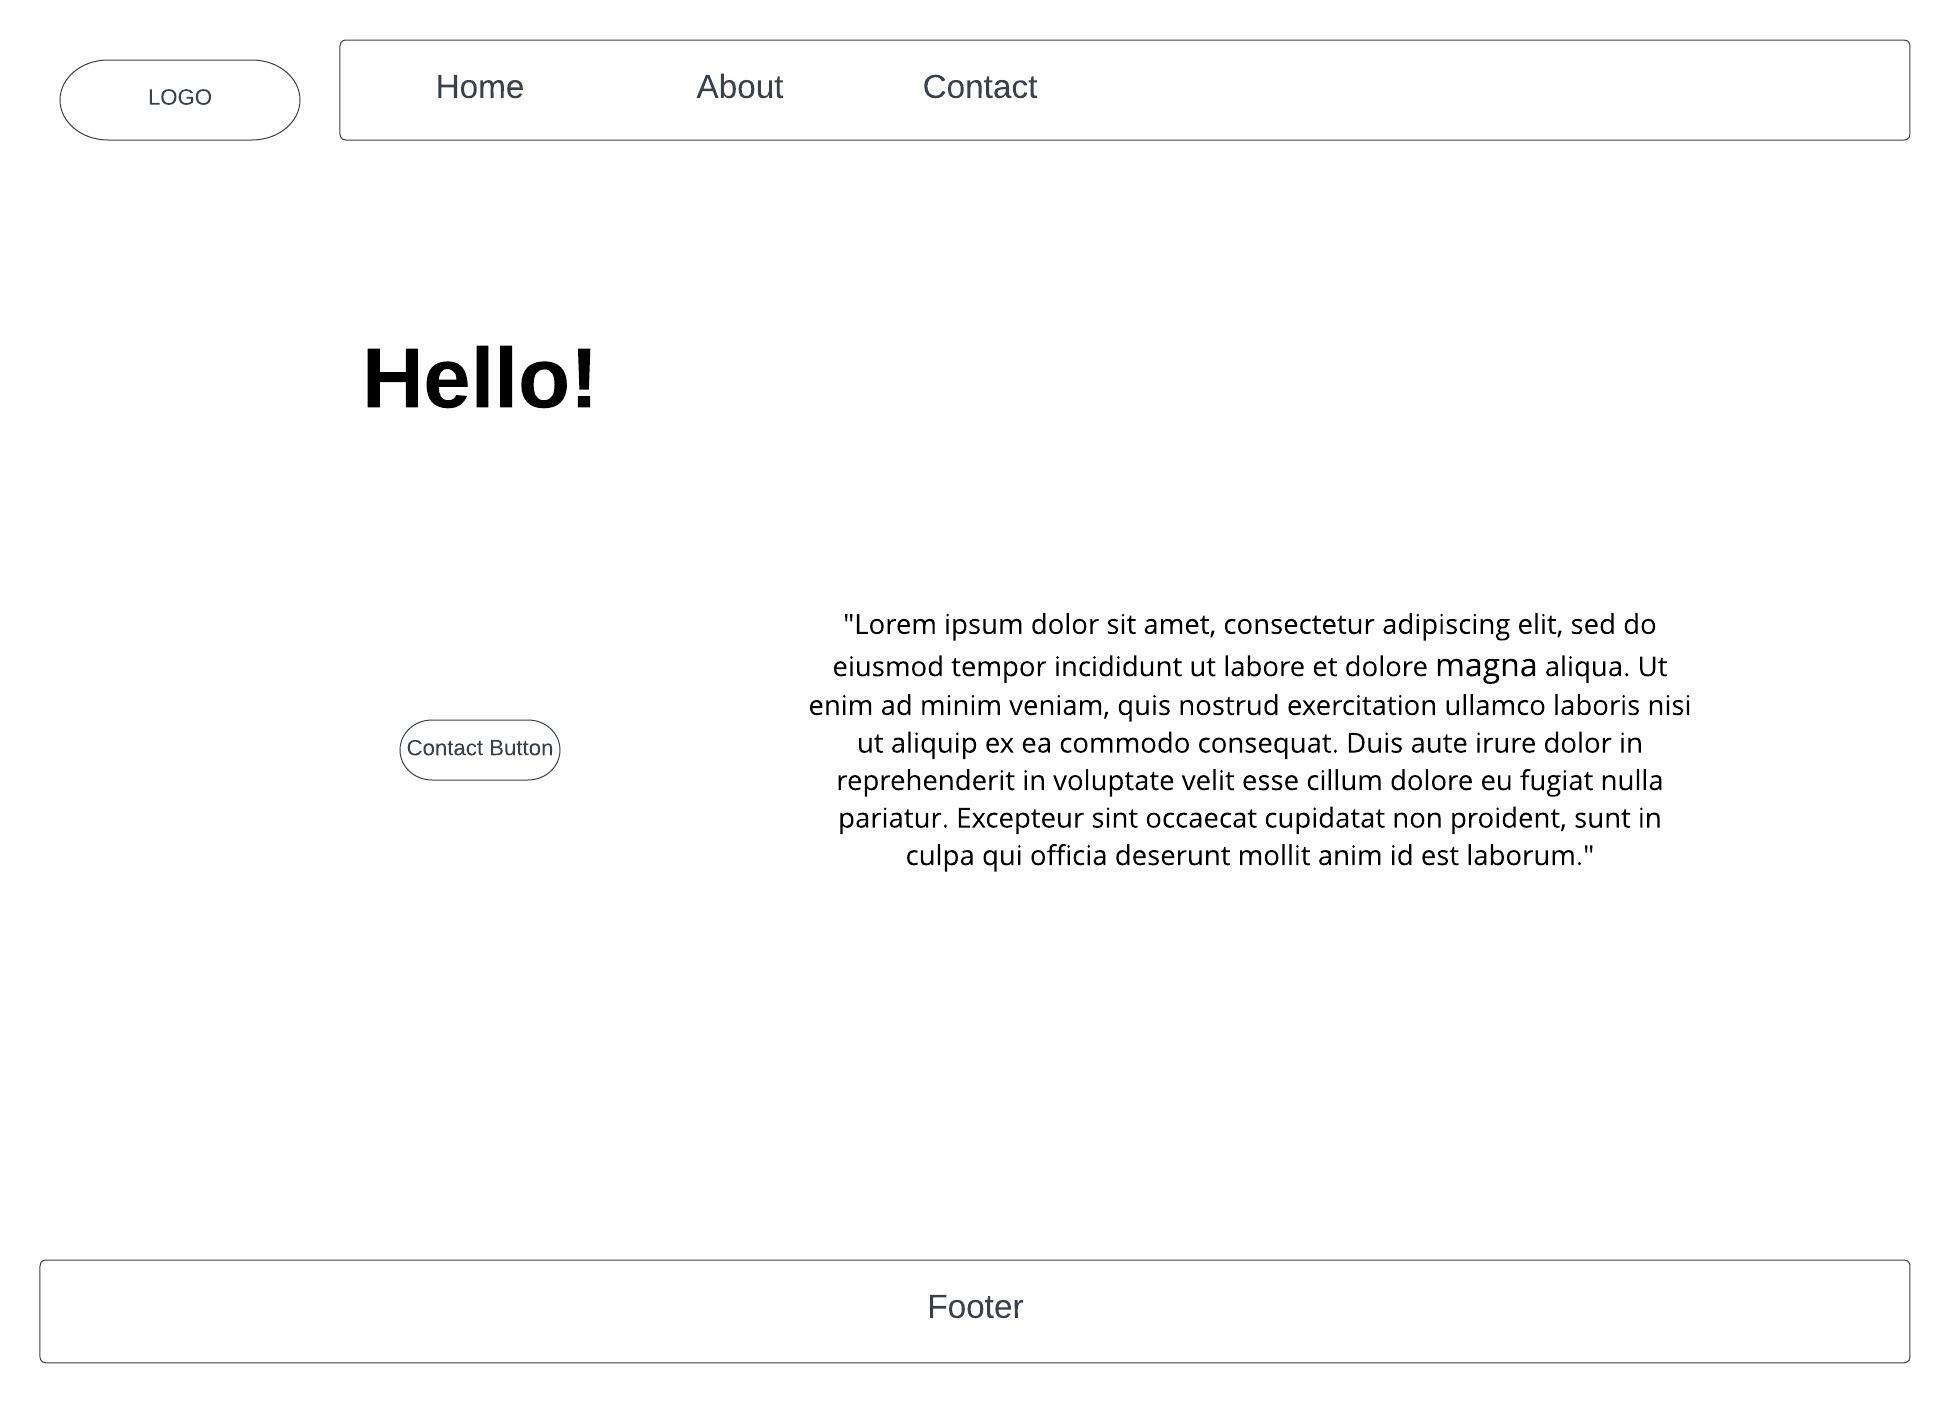 LOGO
Home About Contact
Hello!
"Lorem ipsum dolor sit amet, consectetur adipiscing elit, sed do
eiusmod tempor incididunt ut labore et dolore magna aliqua. Ut
enim ad minim veniam, quis nostrud exercitation ullamco laboris nisi
ut aliquip ex ea commodo consequat. Duis aute irure dolor in
reprehenderit in voluptate velit esse cillum dolore eu fugiat nulla
pariatur. Excepteur sint occaecat cupidatat non proident, sunt in
culpa qui officia deserunt mollit anim id est laborum."
Contact Button
Footer